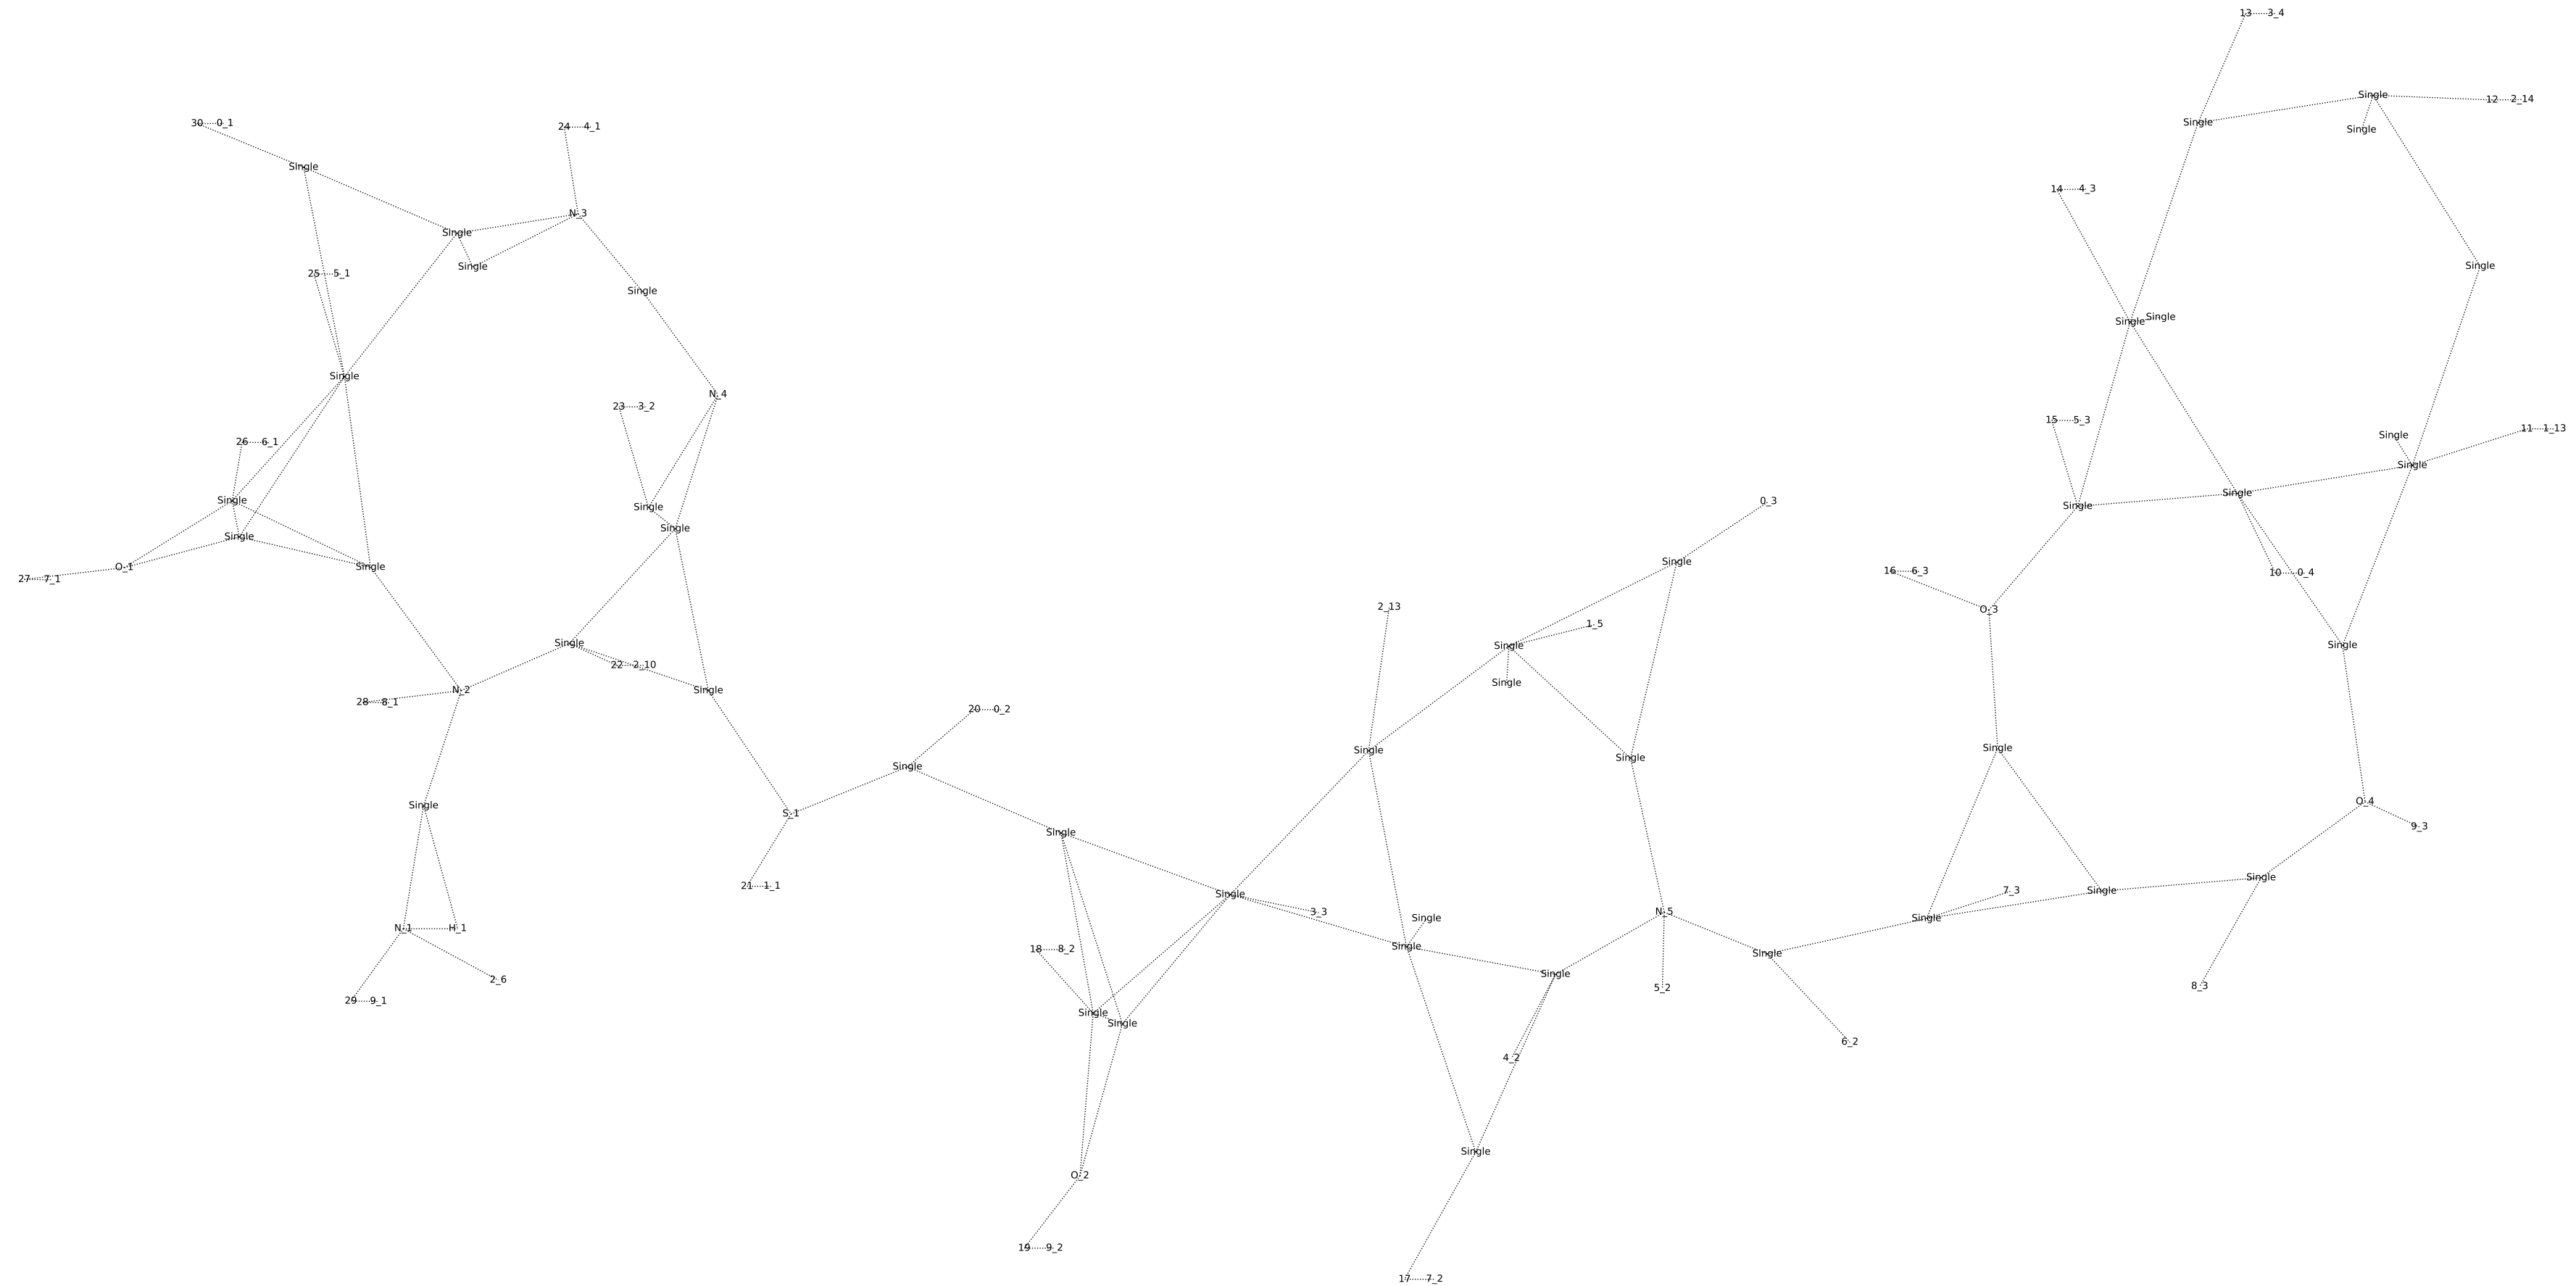 13 3_4
Single
12 2_14
Single
Single
30 0_1
24 4_1
Single
14 4_3
N_3
Single
Single
Single
25 5_1
Single
Single
Single
Single
N_4
23 3_2
15 5_3
11 1_13
26 6_1
Single
Single
Single
Single
0_3
Single
Single
Single
Single
Single
O_1
Single
16 6_3
10 0_4
27 7_1
2_13
O_3
1_5
Single
Single
Single
22 2_10
Single
N_2
Single
28 8_1
20 0_2
Single
Single
Single
Single
O_4
Single
S_1
9_3
Single
Single
21 1_1
Single
7_3
Single
3_3
N_5
Single
Single
N_1 H_1
Single
18 8_2
Single
Single
2_6
8_3
5_2
29 9_1
Single
Single
6_2
4_2
Single
O_2
19 9_2
17 7_2